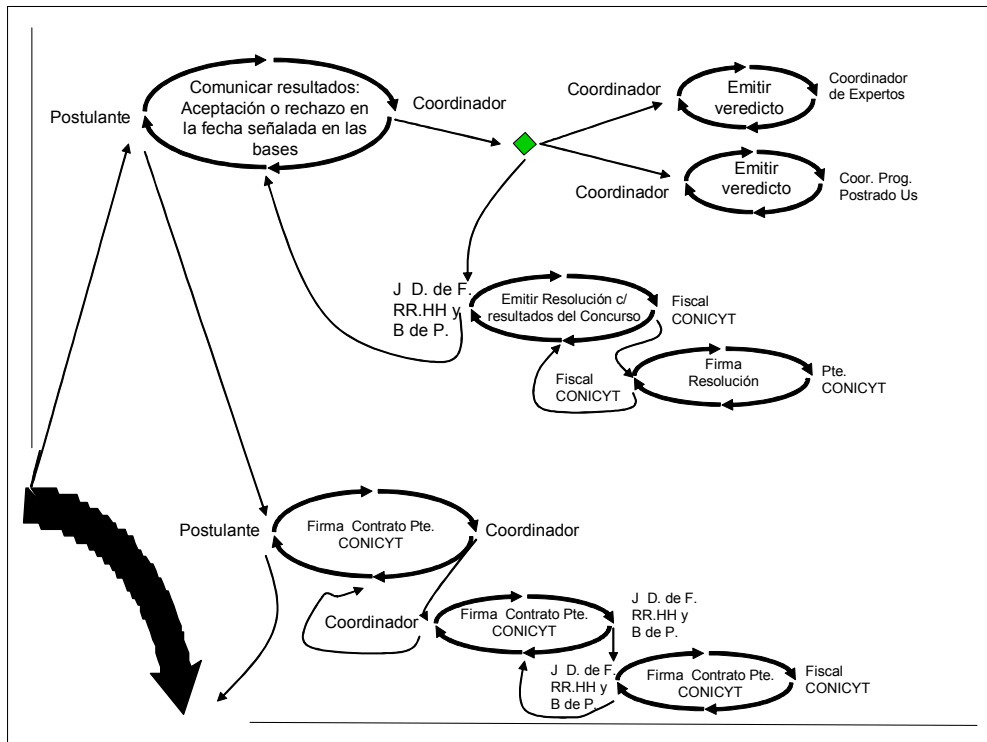 Postulante
Comunicar resultados:
Aceptación o rechazo en
la fecha señalada en las
bases
Coordinador
Coordinador
Emitir
veredicto
Coordinador
de Expertos
Coordinador
Emitir
veredicto
Coor. Prog.
Postrado Us
J D. de F.
RR.HH y
B de P.
Emitir Resolución c/
resultados del Concurso
Fiscal
CONICYT
Fiscal
CONICYT
Firma
Resolución
Pte.
CONICYT
Postulante
Firma Contrato Pte.
CONICYT
Coordinador
Coordinador
Firma Contrato Pte.
CONICYT
J D. de F.
RR.HH y
B de P.
J D. de F.
RR.HH y
B de P.
Firma Contrato Pte.
CONICYT
Fiscal
CONICYT